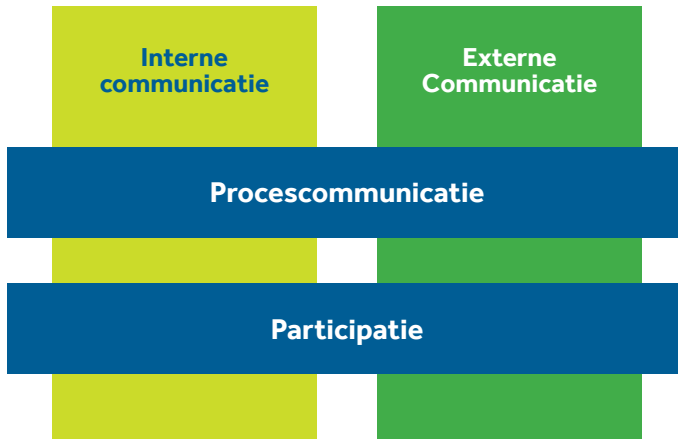 Interne
communicatie
Externe
Communicatie
Procescommunicatie
Participatie